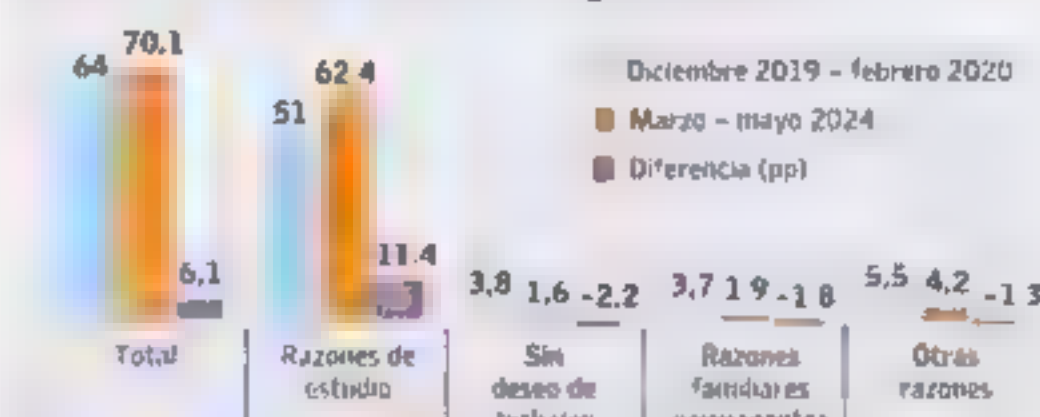 Diciembre 2019 – febrero 2020
Marzo – mayo 2024
Diferencia (pp)
64 70.1 6,1
51 62 4 11.4
3,8 1,6 -2.2
3,7 1 9 -1 8
5,5 4,2 -1 3
Total
Razones de
estudio
Sin
deseo de
Razones
familiares
Otras
razones